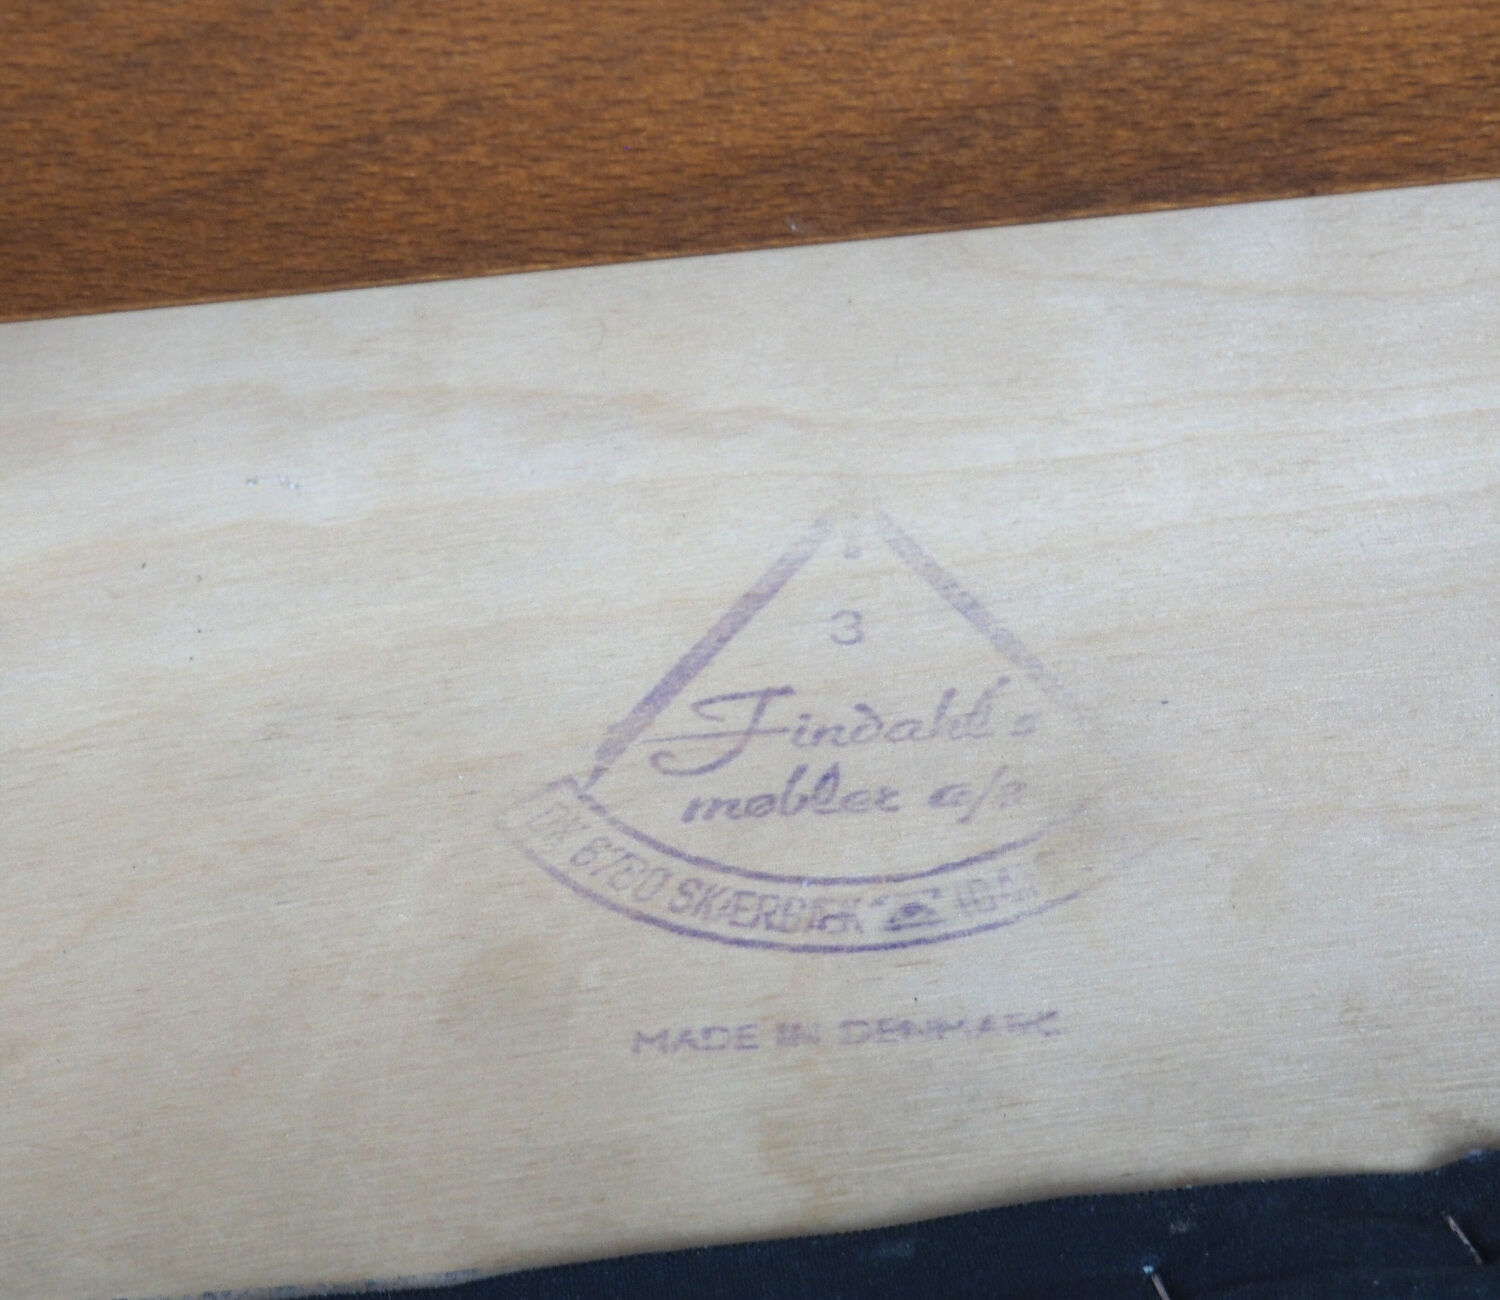 3
Findahl's
møbler a/s
DK 6780 SKÆRBÆK
MADE IN DENMARK